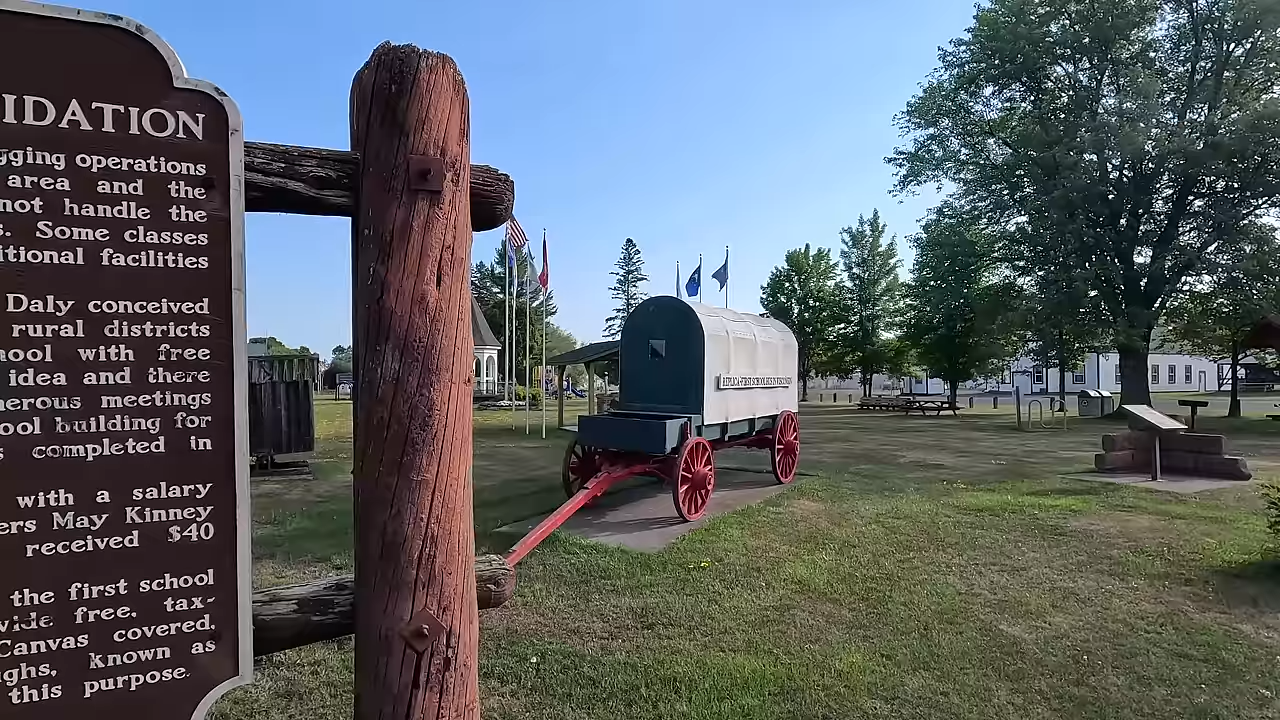 IDATION
gging operations
area and the
not handle the
s. Some classes
itional facilities
Daly conceived
rural districts
hool with free
idea and there
merous meetings
ool building for
s completed in
with a salary
ers May Kinney
received $40
the first school
vide free, tax-
Canvas covered,
ghs, known as
this purpose.
REPLICA-FIRST SCHOOL BUS IN WISCONSIN